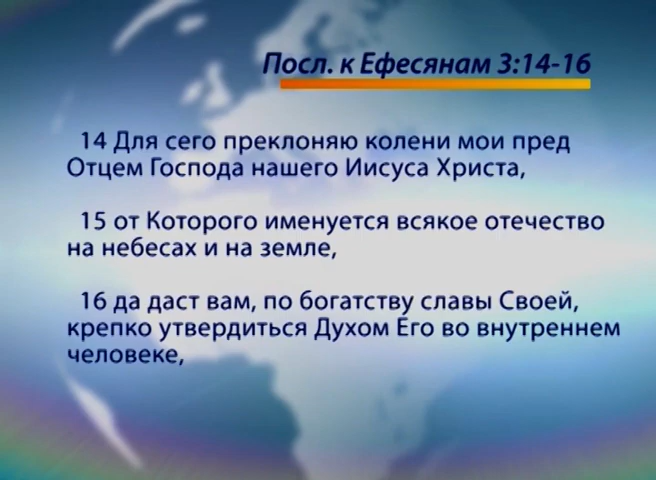 Посл. к Ефесянам 3:14-16
14 Для сего преклоняю колени мои пред
Отцем Господа нашего Иисуса Христа,
15 от Которого именуется всякое отечество
на небесах и на земле,
16 да даст вам, по богатству славы Своей,
крепко утвердиться Духом Его во внутреннем
человеке,